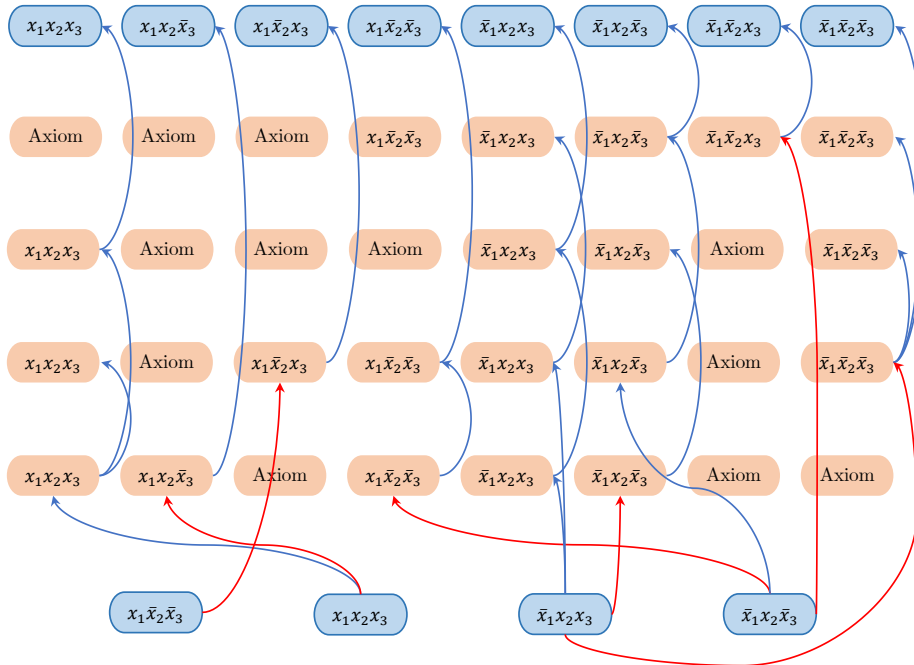 x₁x₂x₃ x₁x₂x̄₃ x₁x̄₂x₃ x₁x̄₂x̄₃ x̄₁x₂x₃ x̄₁x₂x̄₃ x̄₁x̄₂x₃ x̄₁x̄₂x̄₃
Axiom Axiom Axiom x₁x̄₂x̄₃ x̄₁x₂x₃ x̄₁x₂x̄₃ x̄₁x̄₂x₃ x̄₁x̄₂x̄₃
x₁x₂x₃ Axiom Axiom Axiom x̄₁x₂x₃ x̄₁x₂x̄₃ Axiom x̄₁x̄₂x̄₃
x₁x₂x₃ Axiom x₁x̄₂x₃ x₁x̄₂x̄₃ x̄₁x₂x₃ x̄₁x₂x̄₃ Axiom x̄₁x̄₂x̄₃
x₁x₂x₃ x₁x₂x̄₃ Axiom x₁x̄₂x̄₃ x̄₁x₂x₃ x̄₁x₂x̄₃ Axiom Axiom
x₁x̄₂x̄₃ x₁x₂x₃ x̄₁x₂x₃ x̄₁x₂x̄₃